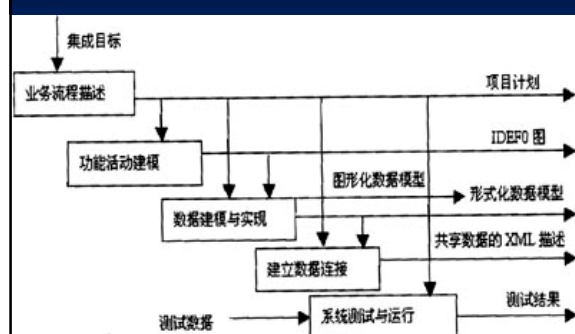 集成目标
业务流程描述
项目计划
功能活动建模
IDEF0 图
图形化数据模型
形式化数据模型
数据建模与实现
共享数据的 XML 描述
建立数据连接
测试结果
测试数据
系统测试与运行